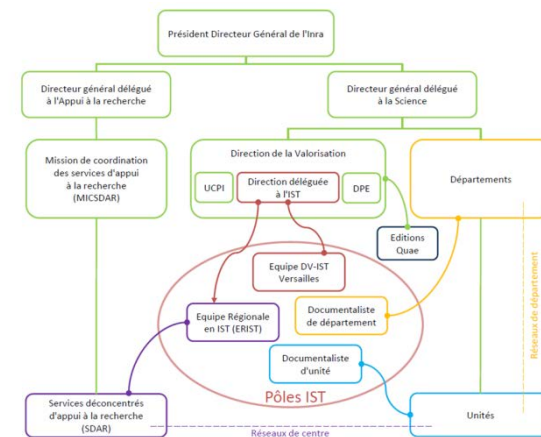 Président Directeur Général de l'Inra
Directeur général délégué
à l'Appui à la recherche
Directeur général délégué
à la Science
Mission de coordination
des services d'appui
à la recherche
(MICSDAR)
Direction de la Valorisation
UCPI
Direction déléguée
à l'IST
DPE
Départements
Editions
Quae
Equipe DV-IST
Versailles
Equipe Régionale
en IST (ERIST)
Documentaliste
de département
Documentaliste
d'unité
Pôles IST
Services déconcentrés
d'appui à la recherche
(SDAR)
Unités
Réseaux de centre
Réseaux de département